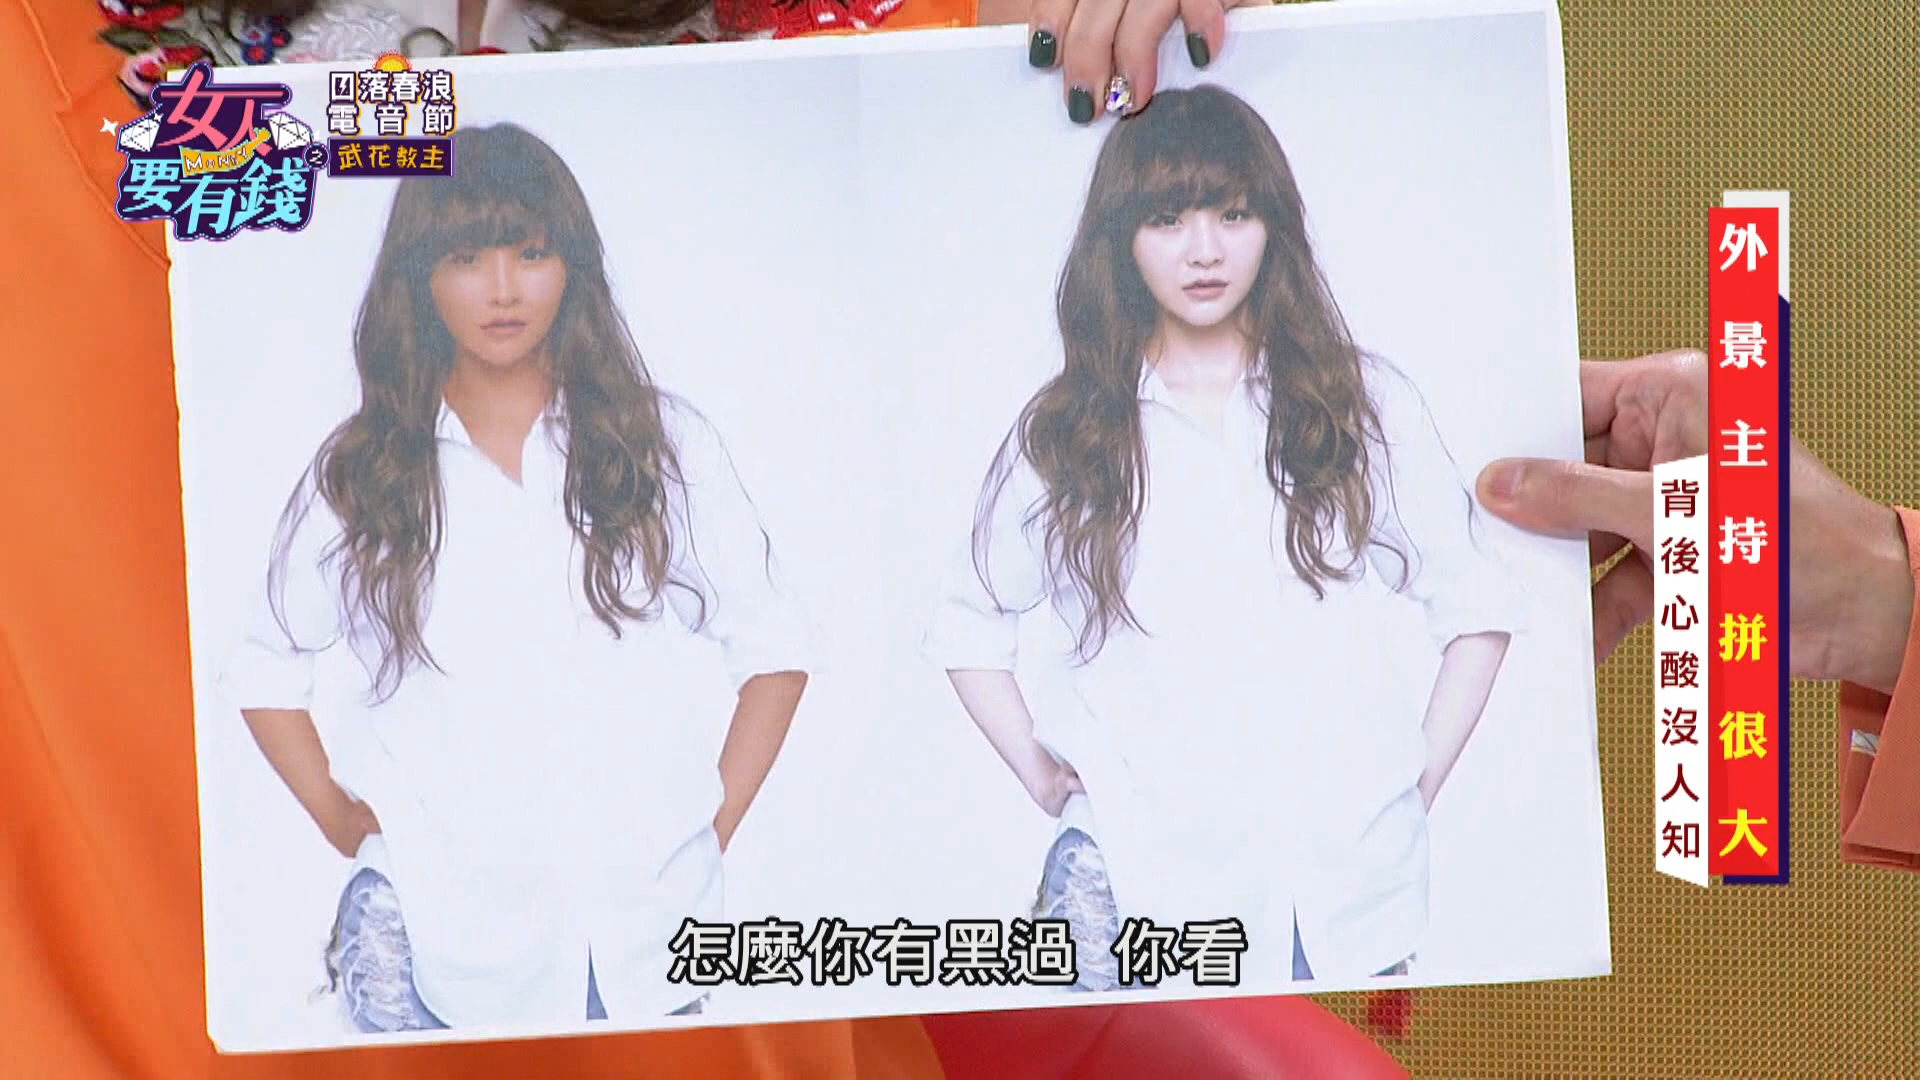 女人
MONEY
要有錢
之
日落春浪
電音節
武花教主
外景主持拼很大
背後心酸沒人知
怎麼你有黑過 你看